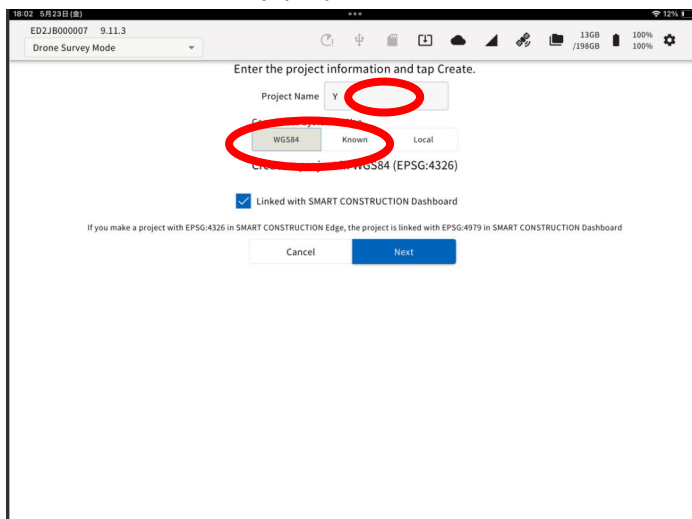 18:02 5月23日(金)
12%
ED2JB000007 9.11.3
Drone Survey Mode
13GB
/198GB
100%
100%
Enter the project information and tap Create.
Project Name Y
WGS84 Known Local
WGS84 (EPSG:4326)
Linked with SMART CONSTRUCTION Dashboard
If you make a project with EPSG:4326 in SMART CONSTRUCTION Edge, the project is linked with EPSG:4979 in SMART CONSTRUCTION Dashboard
Cancel Next